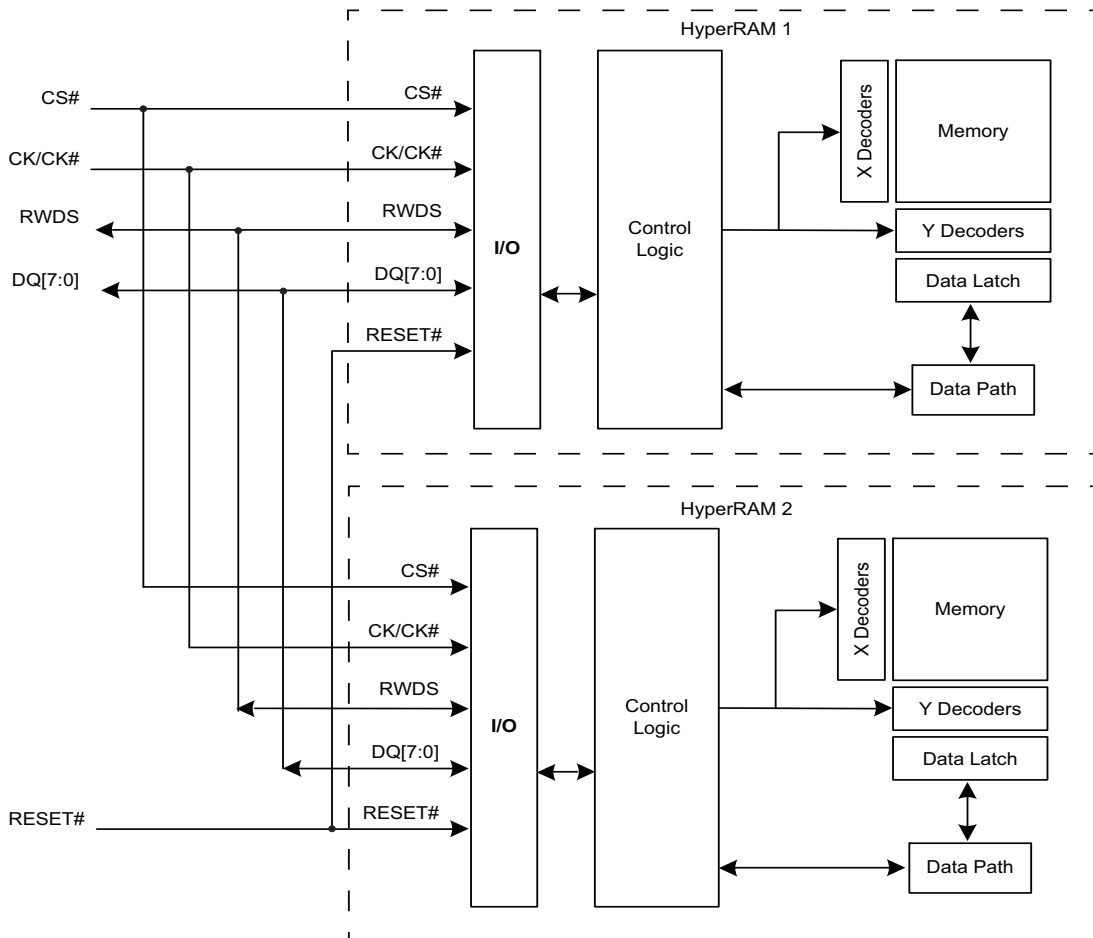 HyperRAM 1
CS#
CS#
CK/CK#
CK/CK#
RWDS
RWDS
DQ[7:0]
DQ[7:0]
RESET#
I/O
Control
Logic
X Decoders
Memory
Y Decoders
Data Latch
Data Path
HyperRAM 2
CS#
CK/CK#
RWDS
DQ[7:0]
RESET#
RESET#
I/O
Control
Logic
X Decoders
Memory
Y Decoders
Data Latch
Data Path